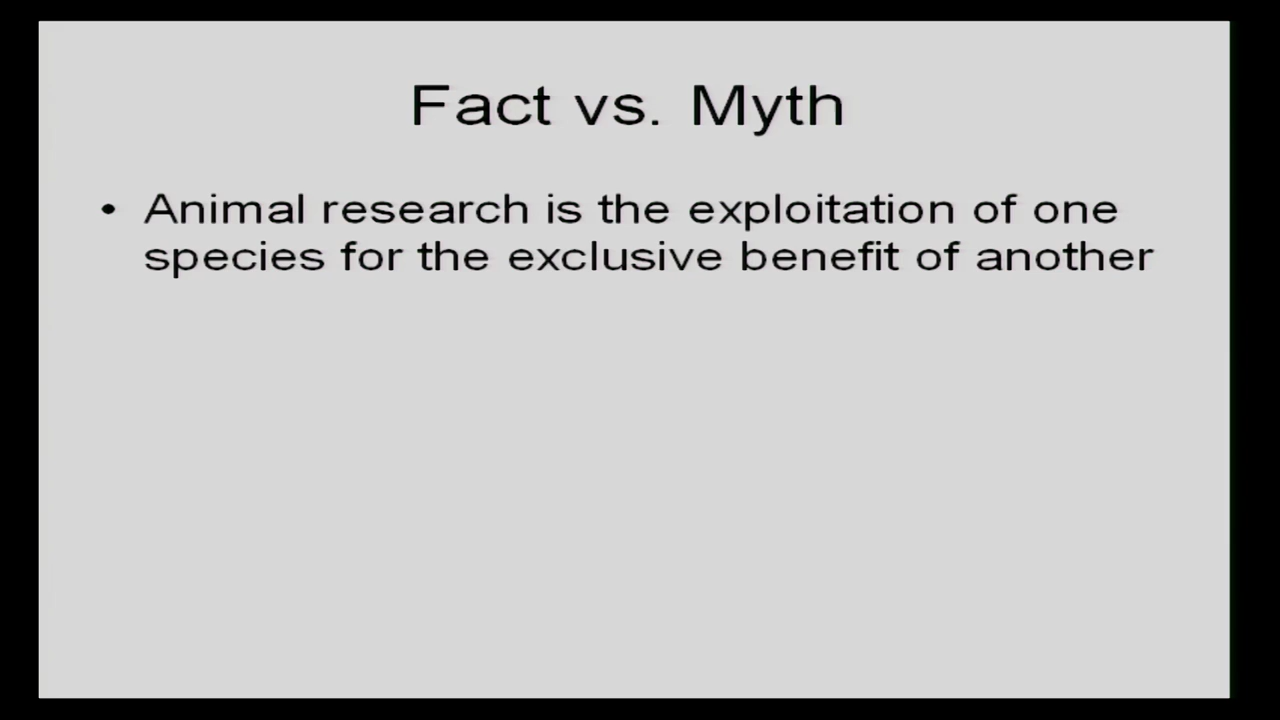 Fact vs. Myth
• Animal research is the exploitation of one
species for the exclusive benefit of another